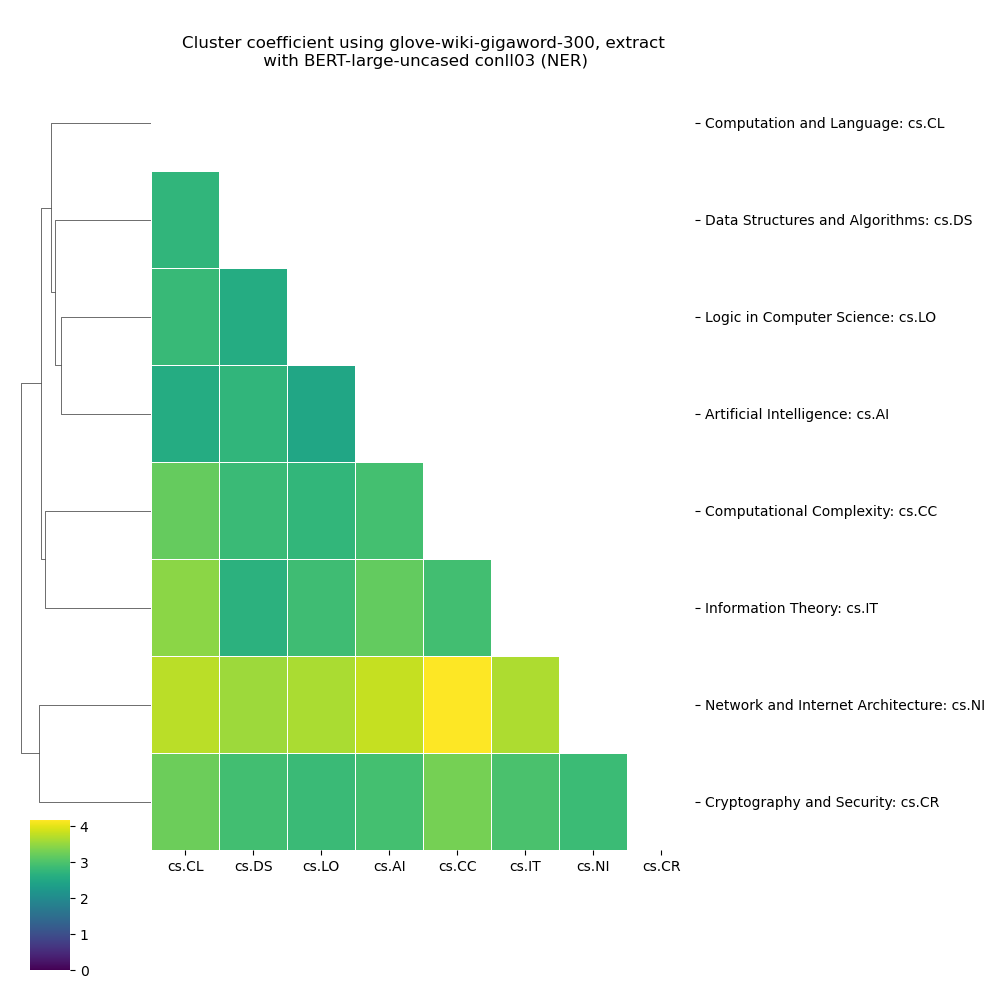 Cluster coefficient using glove-wiki-gigaword-300, extract
with BERT-large-uncased conll03 (NER)
Computation and Language: cs.CL
Data Structures and Algorithms: cs.DS
Logic in Computer Science: cs.LO
Artificial Intelligence: cs.AI
Computational Complexity: cs.CC
Information Theory: cs.IT
Network and Internet Architecture: cs.NI
Cryptography and Security: cs.CR
cs.CL cs.DS cs.LO cs.AI cs.CC cs.IT cs.NI cs.CR
4
3
2
1
0